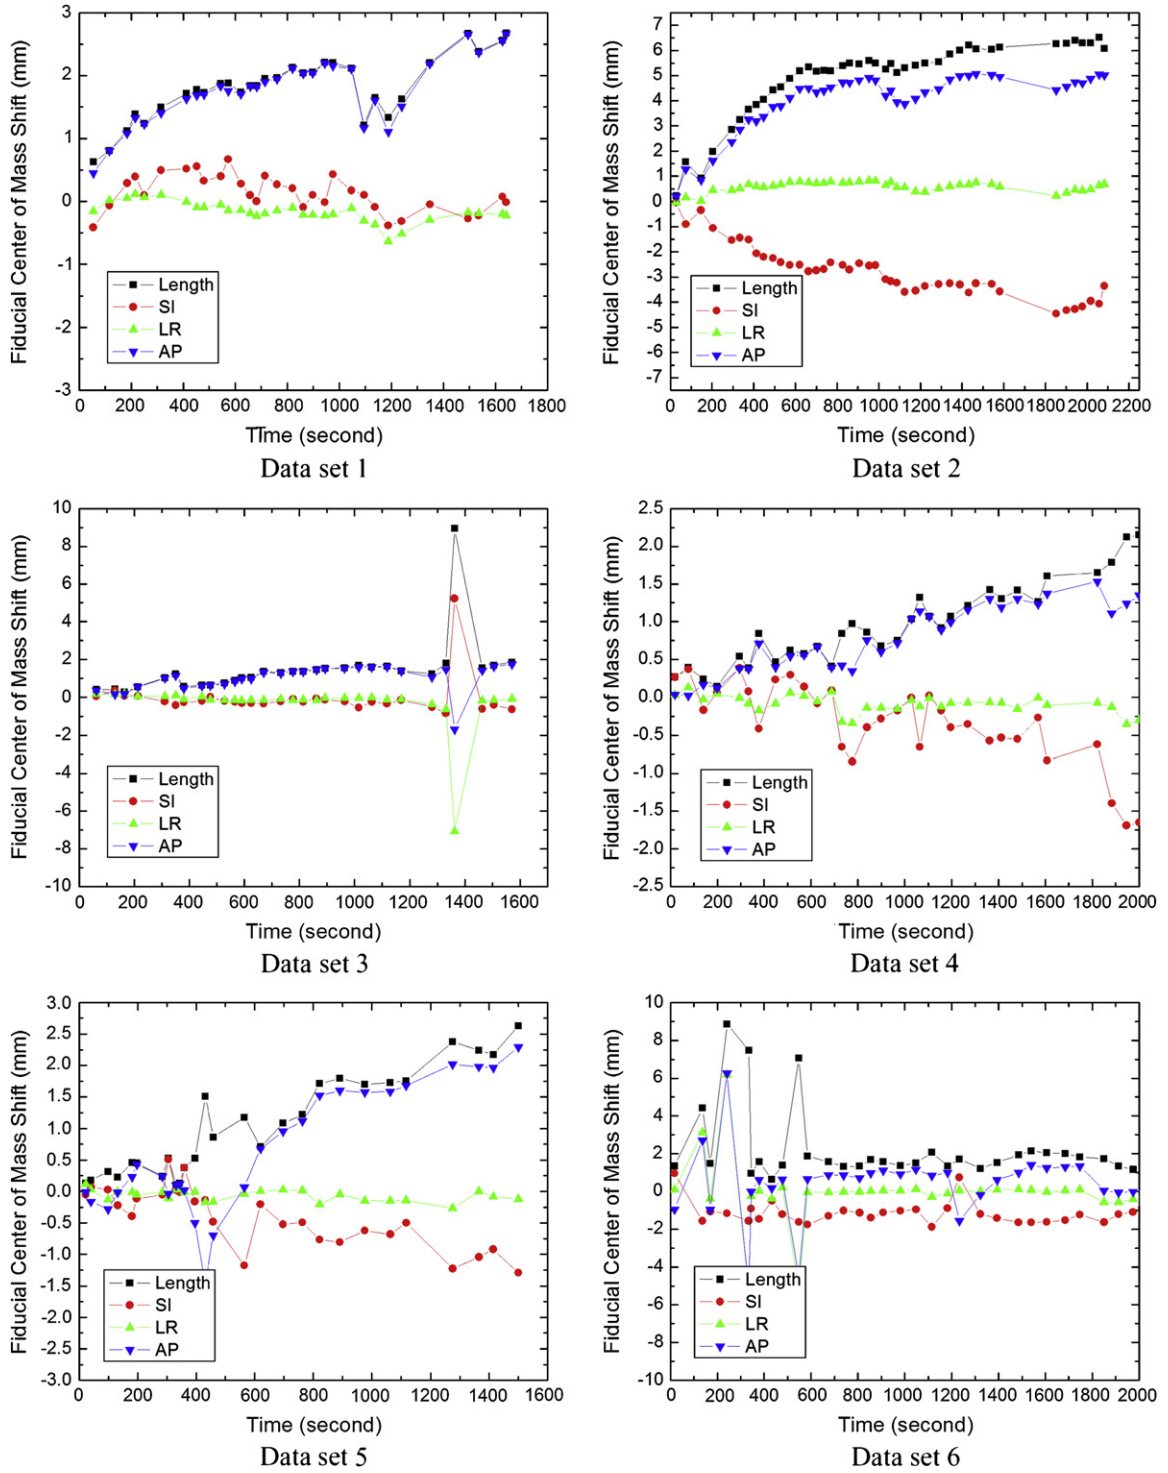 Fiducial Center of Mass Shift (mm)
3
2
1
0
-1
-2
-3
Length
SI
LR
AP
0 200 400 600 800 1000 1200 1400 1600 1800
TTime (second)
Data set 1
Fiducial Center of Mass Shift (mm)
7
6
5
4
3
2
1
0
-1
-2
-3
-4
-5
-6
-7
Length
SI
LR
AP
0 200 400 600 800 1000 1200 1400 1600 1800 2000 2200
Time (second)
Data set 2
Fiducial Center of Mass Shift (mm)
10
8
6
4
2
0
-2
-4
-6
-8
-10
Length
SI
LR
AP
0 200 400 600 800 1000 1200 1400 1600
Time (second)
Data set 3
Fiducial Center of Mass Shift (mm)
2.5
2.0
1.5
1.0
0.5
0.0
-0.5
-1.0
-1.5
-2.0
-2.5
Length
SI
LR
AP
0 200 400 600 800 1000 1200 1400 1600 1800 2000
Time (second)
Data set 4
Fiducial Center of Mass Shift (mm)
3.0
2.5
2.0
1.5
1.0
0.5
0.0
-0.5
-1.0
-1.5
-2.0
-2.5
-3.0
Length
SI
LR
AP
0 200 400 600 800 1000 1200 1400 1600
Time (second)
Data set 5
Fiducial Center of Mass Shift (mm)
10
8
6
4
2
0
-2
-4
-6
-8
-10
Length
SI
LR
AP
0 200 400 600 800 1000 1200 1400 1600 1800 2000
Time (second)
Data set 6